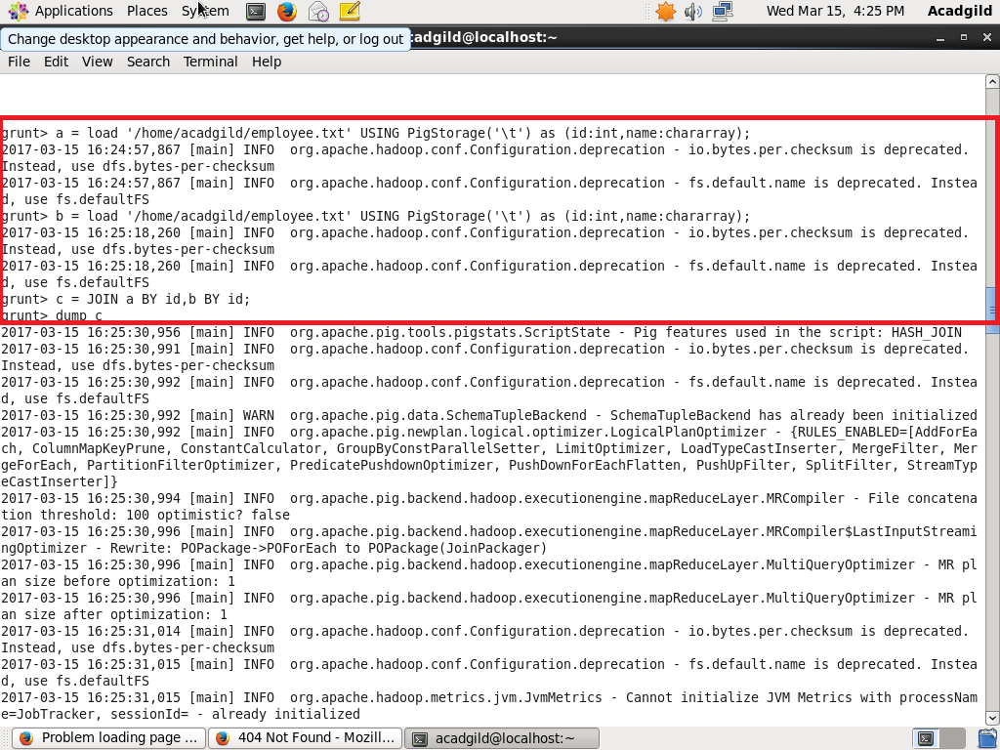 Applications Places System Wed Mar 15, 4:25 PM Acadgild
Change desktop appearance and behavior, get help, or log out
cadgild@localhost:~
File Edit View Search Terminal Help
grunt> a = load '/home/acadgild/employee.txt' USING PigStorage('\t') as (id:int,name:chararray);
2017-03-15 16:24:57,867 [main] INFO  org.apache.hadoop.conf.Configuration.deprecation - io.bytes.per.checksum is deprecated.
Instead, use dfs.bytes-per-checksum
2017-03-15 16:24:57,867 [main] INFO  org.apache.hadoop.conf.Configuration.deprecation - fs.default.name is deprecated. Instea
d, use fs.defaultFS
grunt> b = load '/home/acadgild/employee.txt' USING PigStorage('\t') as (id:int,name:chararray);
2017-03-15 16:25:18,260 [main] INFO  org.apache.hadoop.conf.Configuration.deprecation - io.bytes.per.checksum is deprecated.
Instead, use dfs.bytes-per-checksum
2017-03-15 16:25:18,260 [main] INFO  org.apache.hadoop.conf.Configuration.deprecation - fs.default.name is deprecated. Instea
d, use fs.defaultFS
grunt> c = JOIN a BY id,b BY id;
grunt> dump c
2017-03-15 16:25:30,956 [main] INFO  org.apache.pig.tools.pigstats.ScriptState - Pig features used in the script: HASH_JOIN
2017-03-15 16:25:30,991 [main] INFO  org.apache.hadoop.conf.Configuration.deprecation - io.bytes.per.checksum is deprecated.
Instead, use dfs.bytes-per-checksum
2017-03-15 16:25:30,992 [main] INFO  org.apache.hadoop.conf.Configuration.deprecation - fs.default.name is deprecated. Instea
d, use fs.defaultFS
2017-03-15 16:25:30,992 [main] WARN  org.apache.pig.data.SchemaTupleBackend - SchemaTupleBackend has already been initialized
2017-03-15 16:25:30,992 [main] INFO  org.apache.pig.newplan.logical.optimizer.LogicalPlanOptimizer - {RULES_ENABLED=[AddForEa
ch, ColumnMapKeyPrune, ConstantCalculator, GroupByConstParallelSetter, LimitOptimizer, LoadTypeCastInserter, MergeFilter, Mer
geForEach, PartitionFilterOptimizer, PredicatePushdownOptimizer, PushDownForEachFlatten, PushUpFilter, SplitFilter, StreamTyp
eCastInserter]}
2017-03-15 16:25:30,994 [main] INFO  org.apache.pig.backend.hadoop.executionengine.mapReduceLayer.MRCompiler - File concatena
tion threshold: 100 optimistic? false
2017-03-15 16:25:30,996 [main] INFO  org.apache.pig.backend.hadoop.executionengine.mapReduceLayer.MRCompiler$LastInputStreami
ngOptimizer - Rewrite: POPackage->POForEach to POPackage(JoinPackager)
2017-03-15 16:25:30,996 [main] INFO  org.apache.pig.backend.hadoop.executionengine.mapReduceLayer.MultiQueryOptimizer - MR pl
an size before optimization: 1
2017-03-15 16:25:30,996 [main] INFO  org.apache.pig.backend.hadoop.executionengine.mapReduceLayer.MultiQueryOptimizer - MR pl
an size after optimization: 1
2017-03-15 16:25:31,014 [main] INFO  org.apache.hadoop.conf.Configuration.deprecation - io.bytes.per.checksum is deprecated.
Instead, use dfs.bytes-per-checksum
2017-03-15 16:25:31,015 [main] INFO  org.apache.hadoop.conf.Configuration.deprecation - fs.default.name is deprecated. Instea
d, use fs.defaultFS
2017-03-15 16:25:31,015 [main] INFO  org.apache.hadoop.metrics.jvm.JvmMetrics - Cannot initialize JVM Metrics with processNam
e=JobTracker, sessionId= - already initialized
Problem loading page ... 404 Not Found - Mozill... acadgild@localhost:~